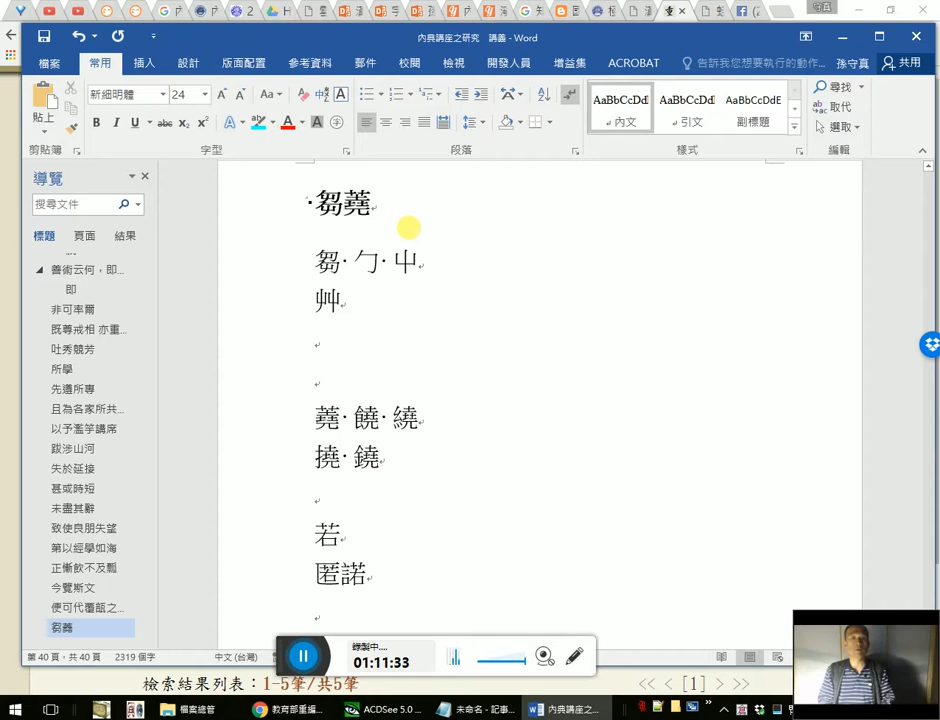 內典講座之研究 講義 - Word
檔案 常用 插入 設計 版面配置 參考資料 郵件 校閱 檢視 開發人員 增益集 ACROBAT 告訴我您想要執行的動作... 孫守真 共用
新細明體 24
貼上
AaBbCcDd AaBbCcDd AaBbCcDdE
內文 引文 副標題
尋找
取代
選取
剪貼簿 字型 段落 樣式 編輯
導覽
搜尋文件
標題 頁面 結果
善術云何，即...
即
非可率爾
既尊戒相 亦重...
吐秀競芳
所學
先遵所專
且為各家所共...
以予濫竽講席
跋涉山河
失於延接
甚或時短
未盡其辭
致使良朋失望
第以經學如海
正慚飲不及瓢
今覽斯文
便可代覆瓿之...
芻蕘
芻蕘
芻 勹 屮
艸
蕘 饒 繞
撓 鐃
若
匿諾
第 40 頁，共 40 頁 2319 個字 中文 (台灣)
錄製中....
01:11:33
檢索結果列表：1-5筆/共5筆
<< < [1] > >>
檔案總管 教育部重編... ACDSee 5.0 ... 未命名 - 記事... 內典講座之...